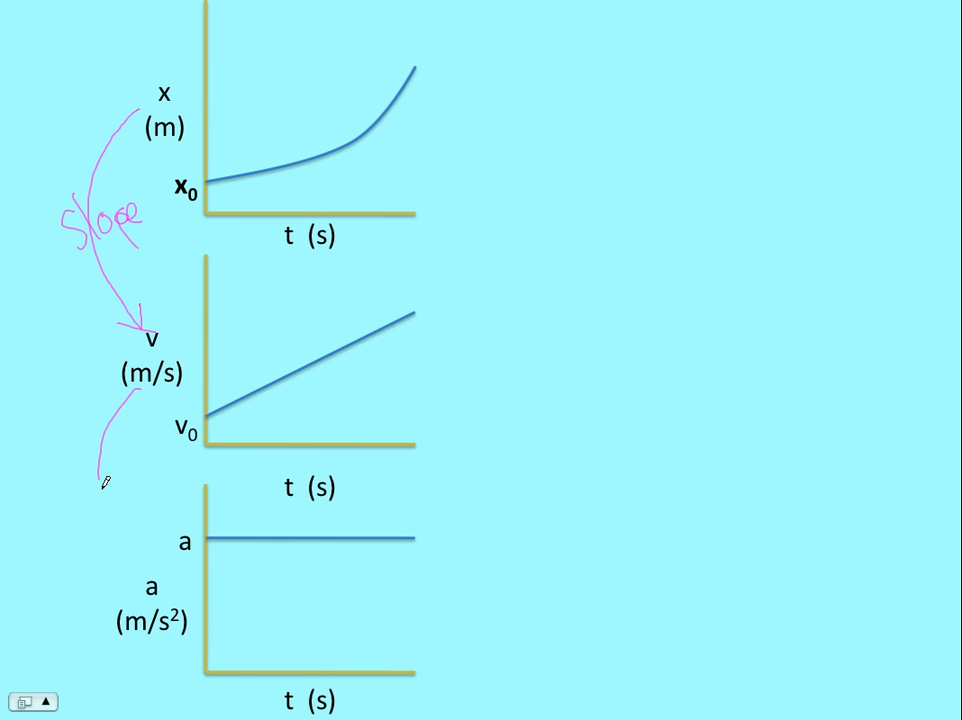 x
(m)
x₀
t (s)
slope
v
(m/s)
v₀
t (s)
a
a
(m/s²)
t (s)